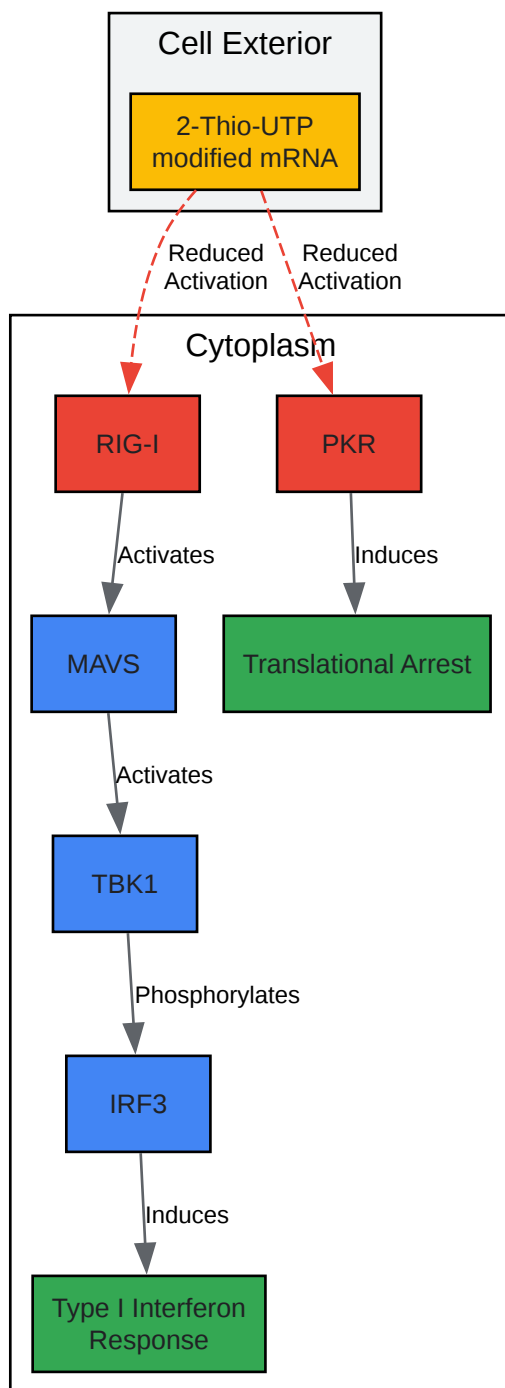 Cell Exterior
2-Thio-UTP
modified mRNA
Reduced
Activation
Reduced
Activation
Cytoplasm
RIG-I
PKR
Activates
Induces
MAVS
Translational Arrest
Activates
TBK1
Phosphorylates
IRF3
Induces
Type I Interferon
Response